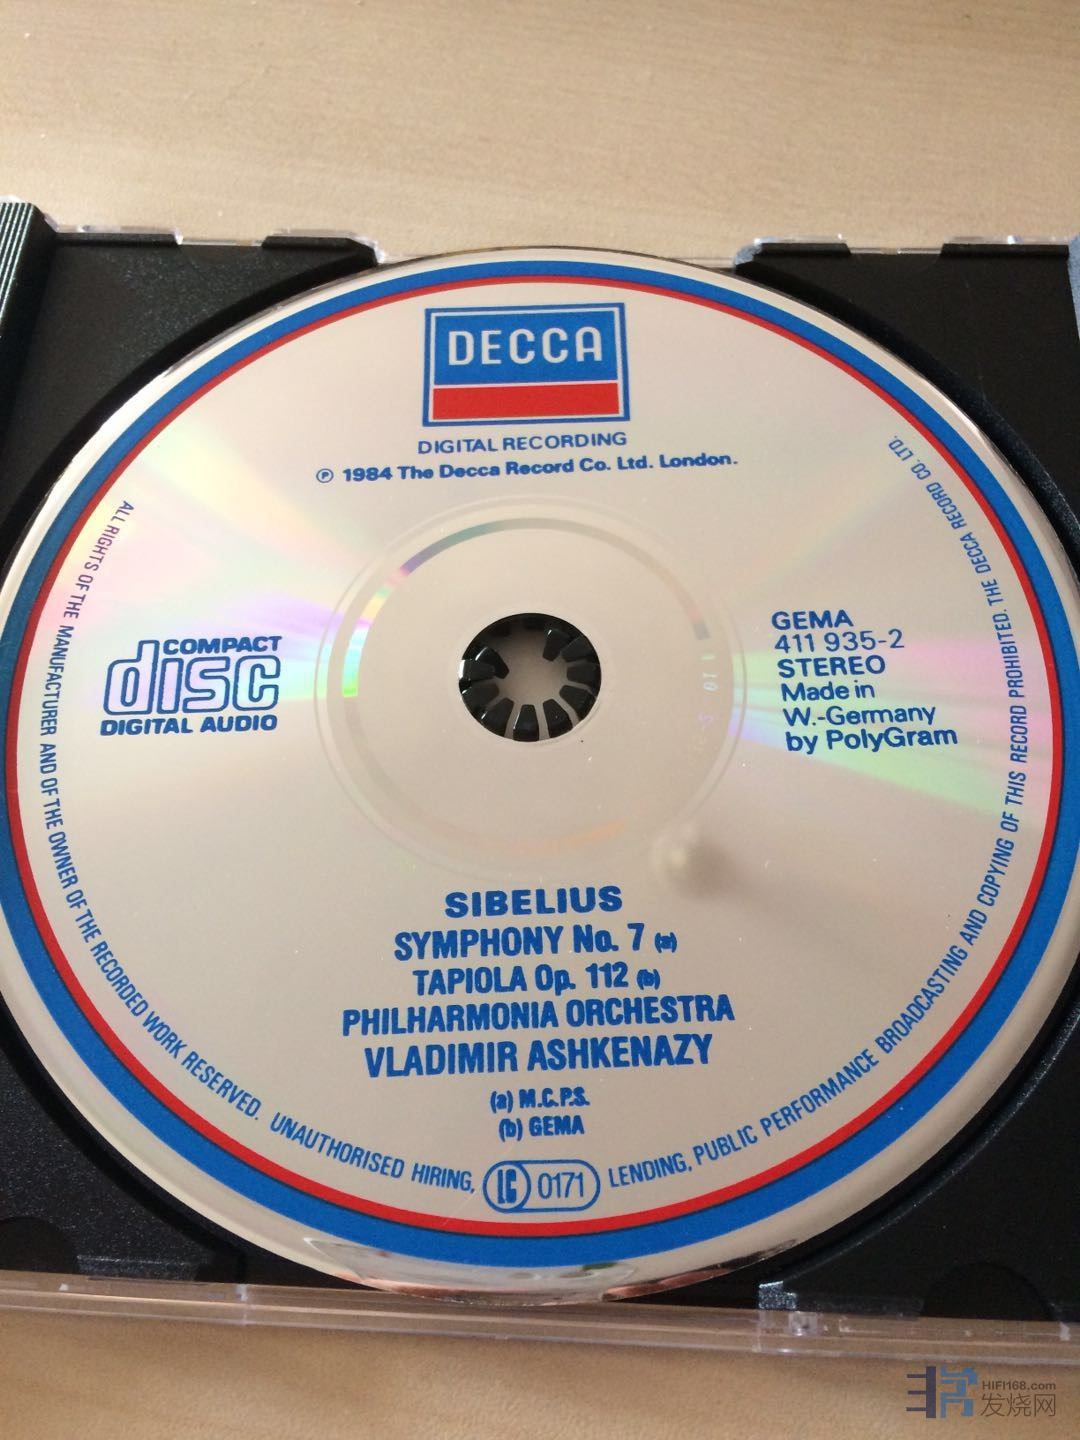 DECCA
DIGITAL RECORDING
℗ 1984 The Decca Record Co. Ltd. London.
COMPACT
disc
DIGITAL AUDIO
GEMA
411 935-2
STEREO
Made in
W.-Germany
by PolyGram
SIBELIUS
SYMPHONY No. 7 (a)
TAPIOLA Op. 112 (b)
PHILHARMONIA ORCHESTRA
VLADIMIR ASHKENAZY
(a) M.C.P.S.
(b) GEMA
LC 0171
ALL RIGHTS OF THE MANUFACTURER AND OF THE OWNER OF THE RECORDED WORK RESERVED. UNAUTHORISED HIRING, LENDING, PUBLIC PERFORMANCE BROADCASTING AND COPYING OF THIS RECORD PROHIBITED. THE DECCA RECORD CO. LTD.
HIFI168.com
发烧网